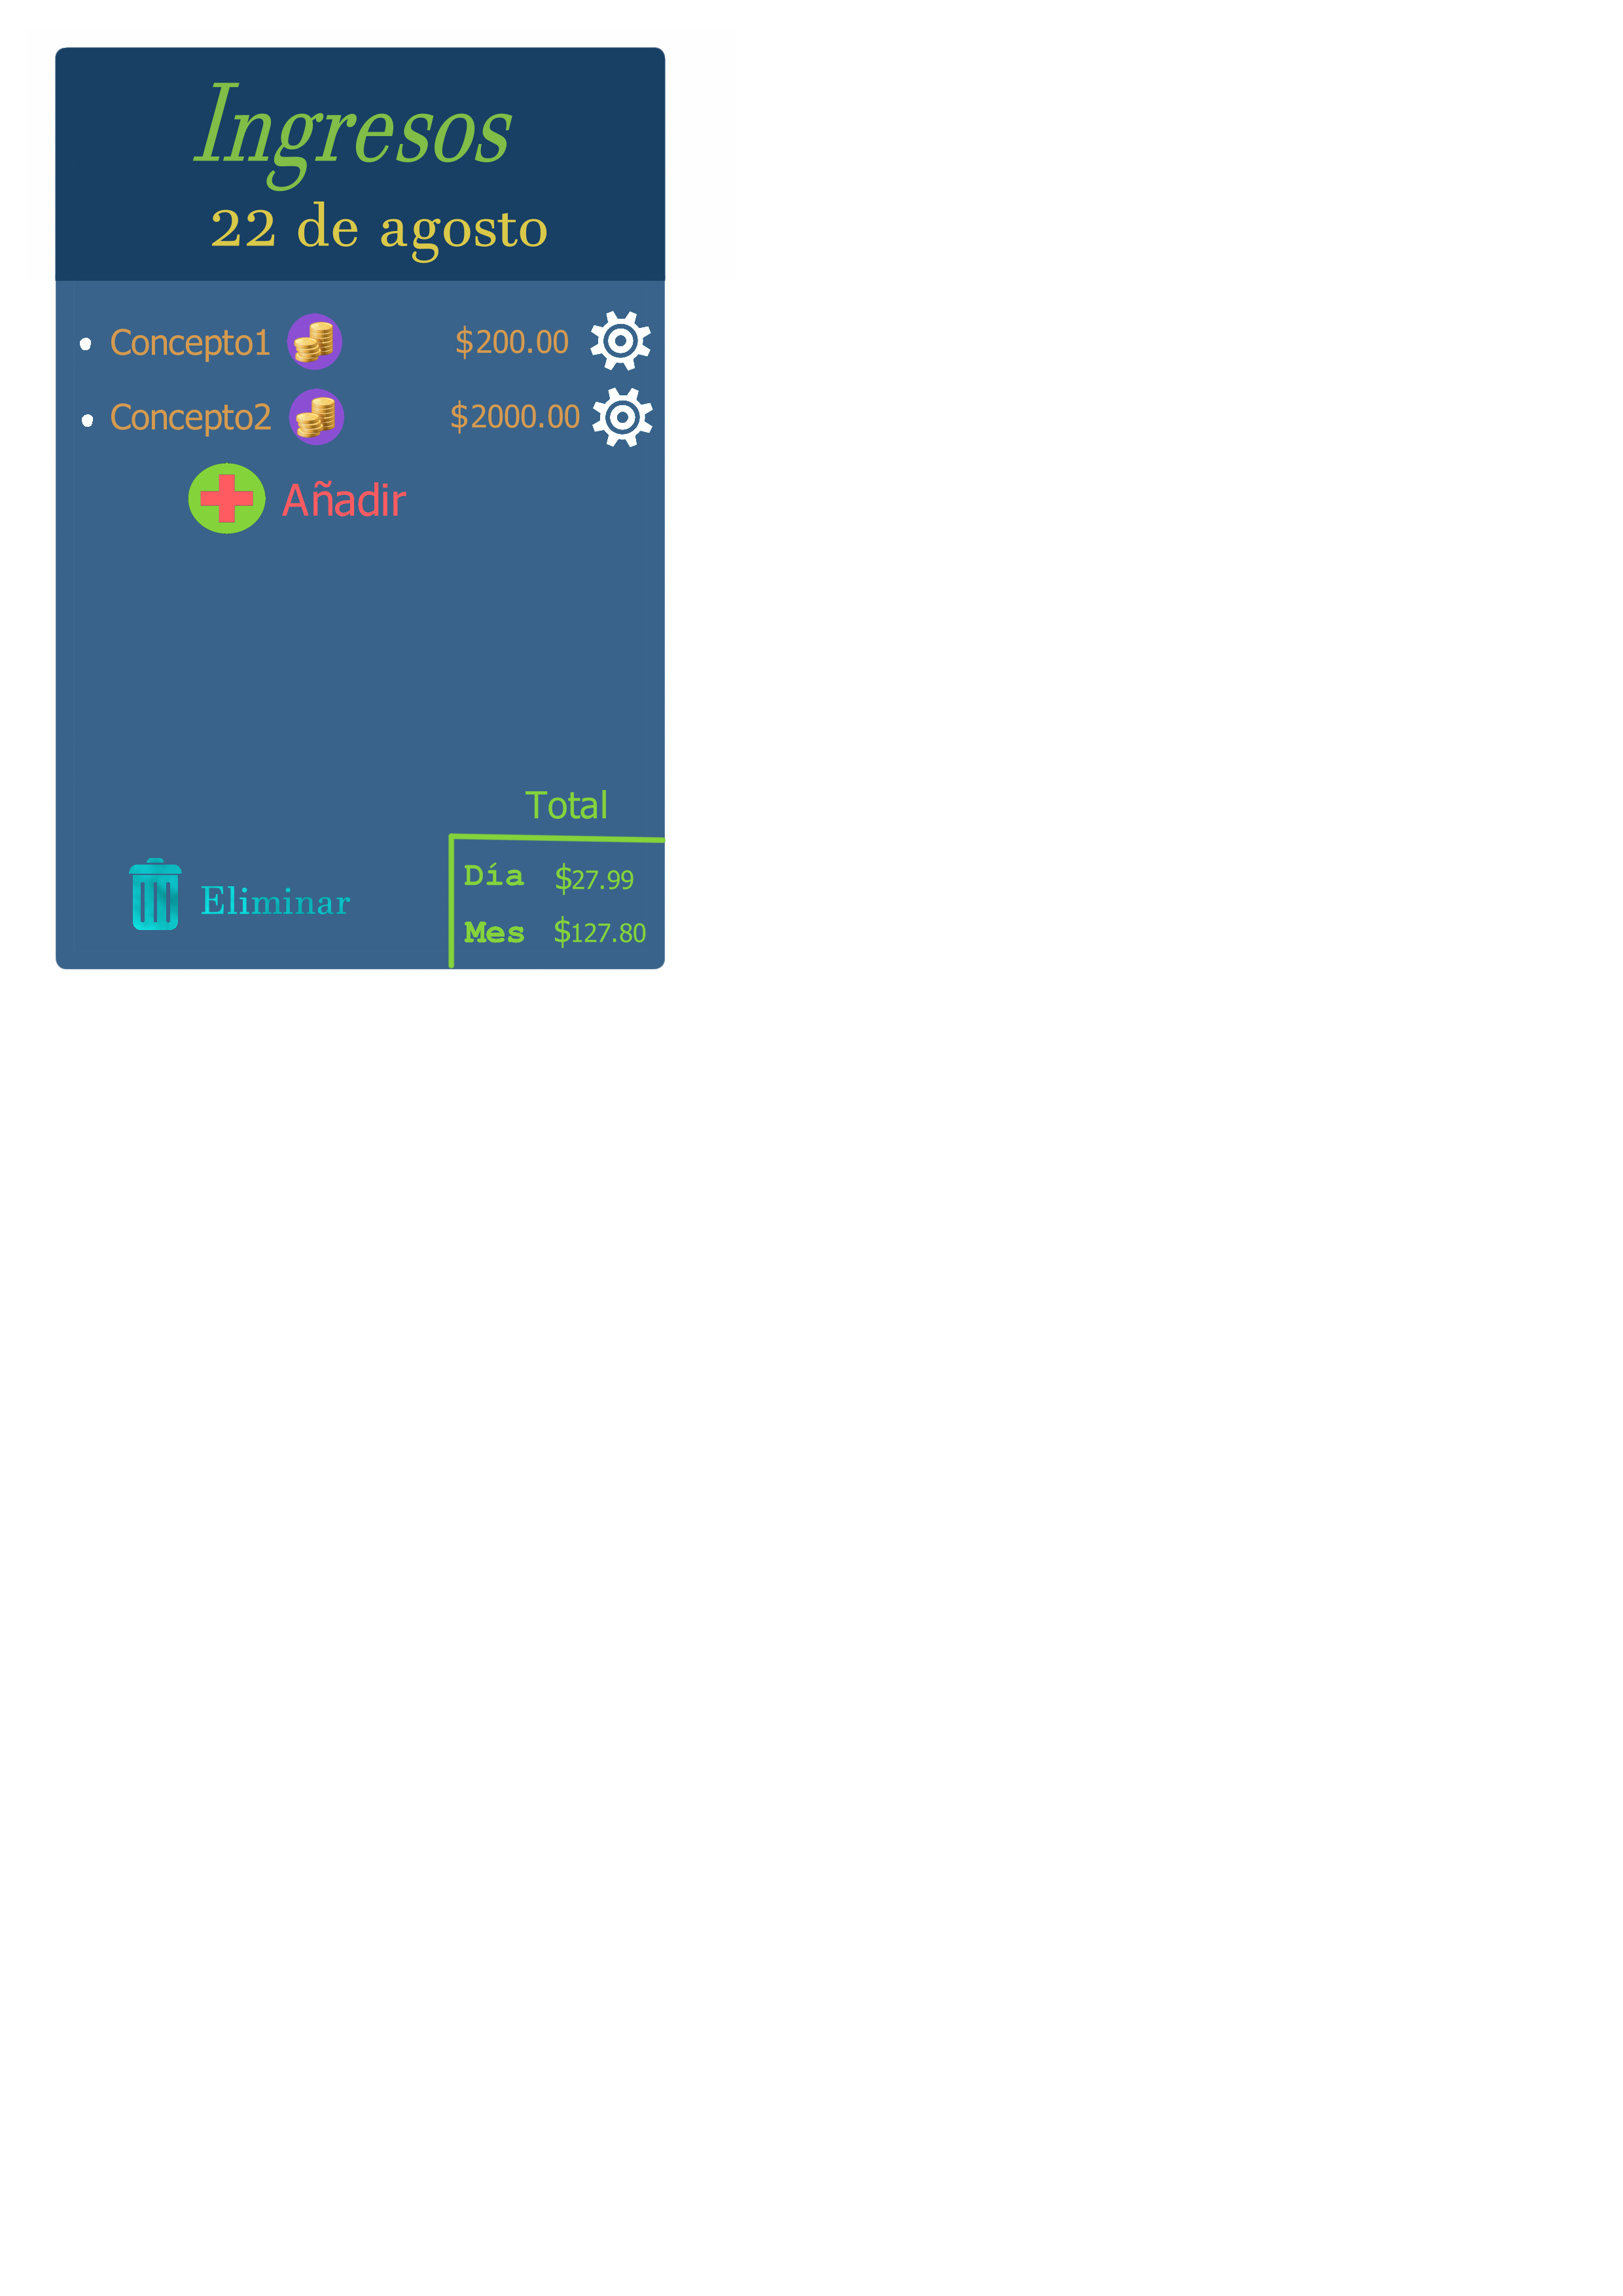 Ingresos
22 de agosto
Concepto1 $200.00
Concepto2 $2000.00
Añadir
Total
Día $27.99
Eliminar
Mes $127.80